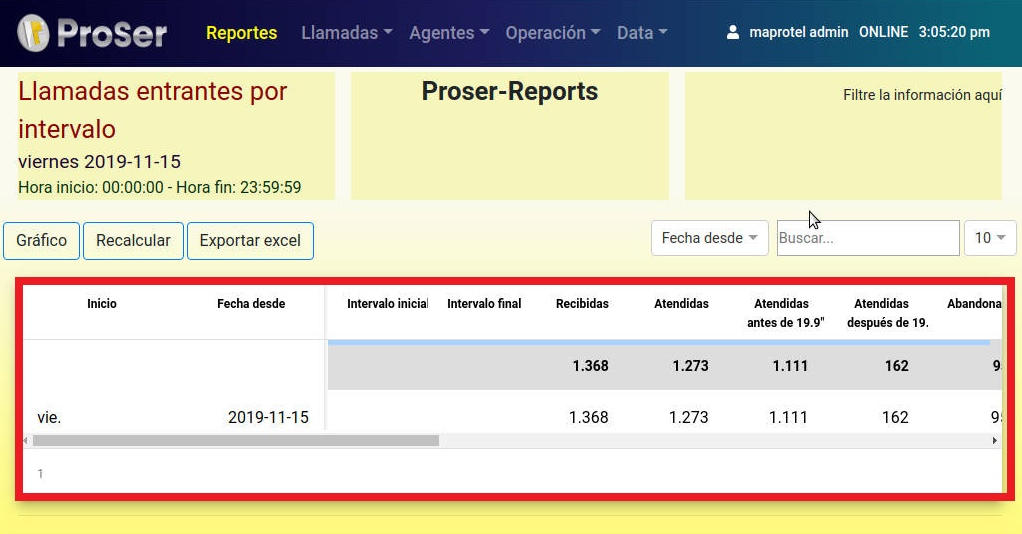 ProSer Reportes Llamadas Agentes Operación Data maprotel admin ONLINE 3:05:20 pm
Llamadas entrantes por
intervalo
viernes 2019-11-15
Hora inicio: 00:00:00 - Hora fin: 23:59:59
Proser-Reports
Filtre la información aquí
Gráfico Recalcular Exportar excel Fecha desde Buscar... 10
Inicio Fecha desde Intervalo inicial Intervalo final Recibidas Atendidas Atendidas Atendidas Abandona
antes de 19.9" después de 19.
1.368 1.273 1.111 162 9
vie. 2019-11-15 1.368 1.273 1.111 162 9
1